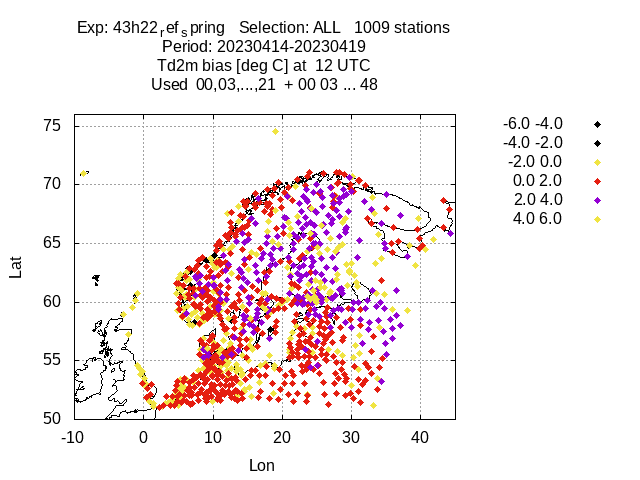 Exp: 43h22ref spring Selection: ALL 1009 stations
Period: 20230414-20230419
Td2m bias [deg C] at 12 UTC
Used 00,03,...,21 + 00 03 ... 48
-6.0 -4.0
-4.0 -2.0
-2.0 0.0
0.0 2.0
2.0 4.0
4.0 6.0
75
70
65
60
55
50
Lat
-10 0 10 20 30 40
Lon